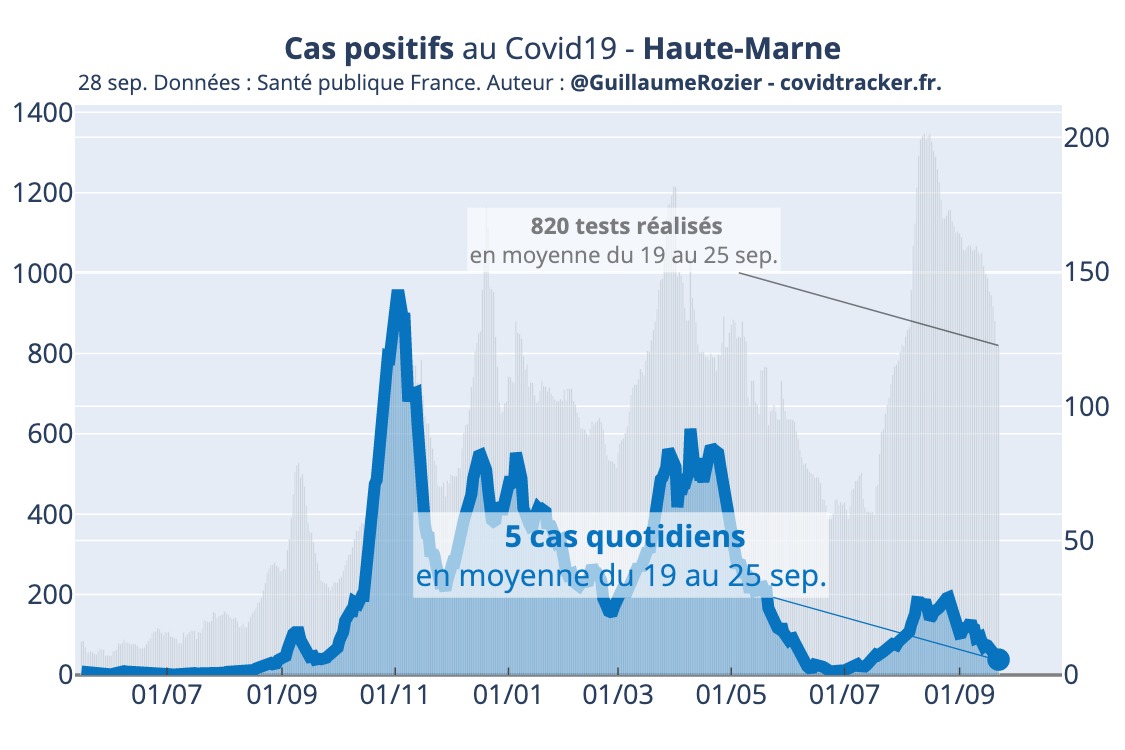 Cas positifs au Covid19 - Haute-Marne
28 sep. Données : Santé publique France. Auteur : @GuillaumeRozier - covidtracker.fr.
1400
1200
1000
800
600
400
200
0
200
150
100
50
0
820 tests réalisés
en moyenne du 19 au 25 sep.
5 cas quotidiens
en moyenne du 19 au 25 sep.
01/07 01/09 01/11 01/01 01/03 01/05 01/07 01/09